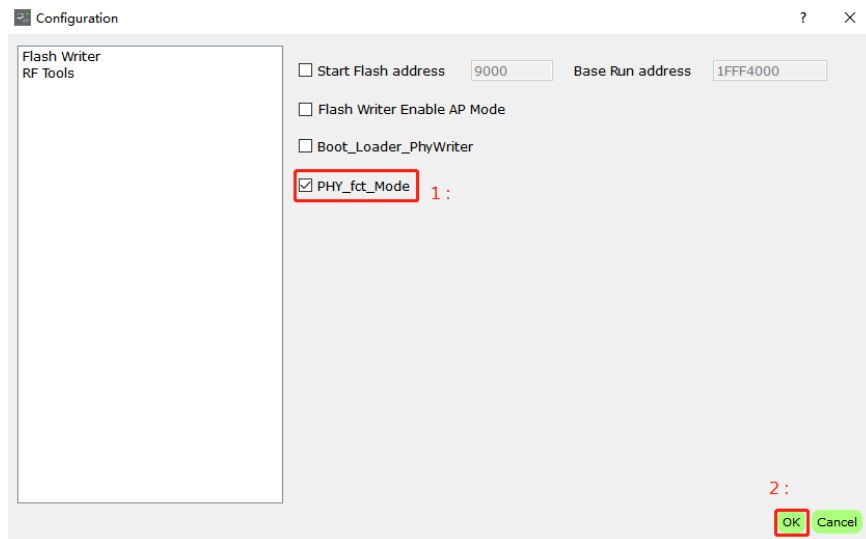 Configuration
Flash Writer
RF Tools
Start Flash address 9000 Base Run address 1FFF4000
Flash Writer Enable AP Mode
Boot_Loader_PhyWriter
PHY_fct_Mode
1 :
2 :
OK Cancel